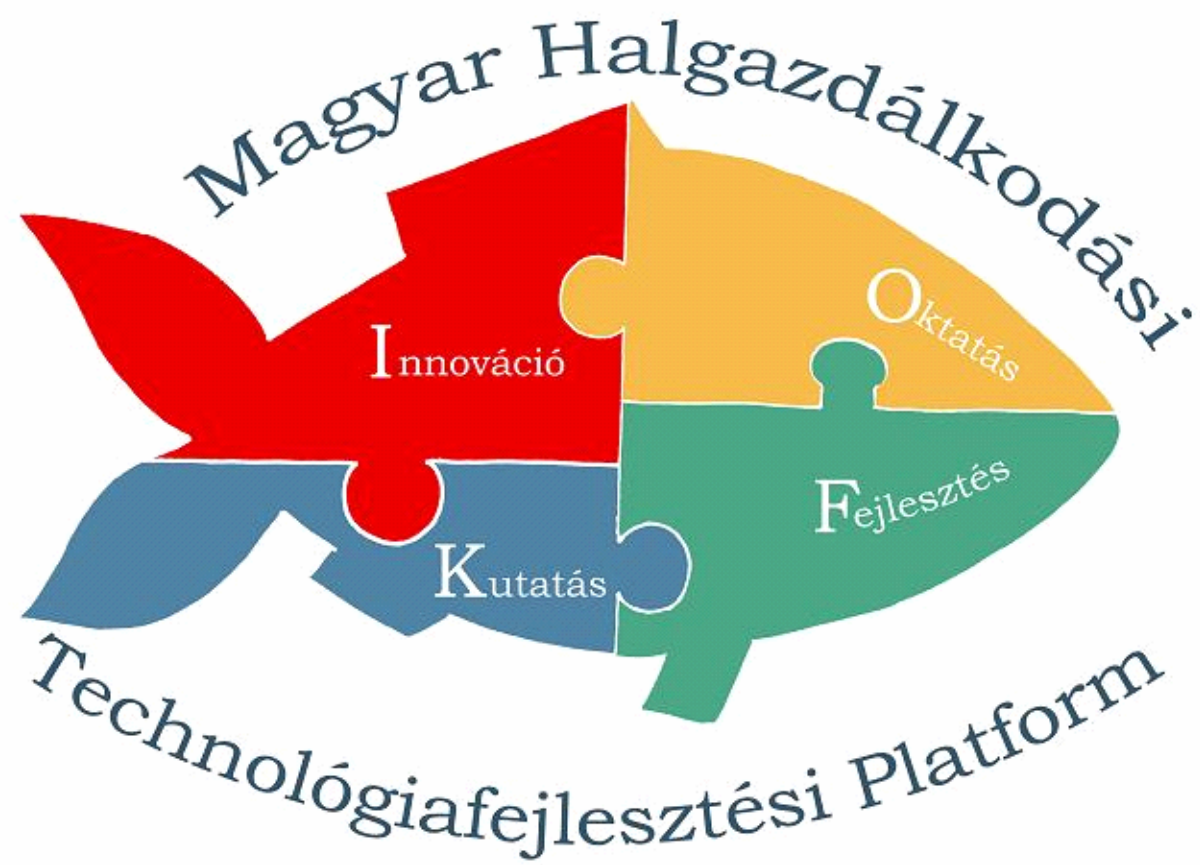 Magyar Halgazdálkodási
Innováció
Oktatás
Kutatás
Fejlesztés
Technológiafejlesztési Platform